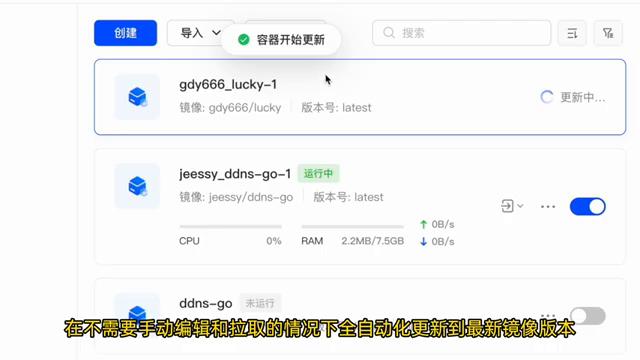 创建
导入
容器开始更新
搜索
gdy666_lucky-1
镜像: gdy666/lucky
版本号: latest
更新中...
jeessy_ddns-go-1
运行中
镜像: jeessy/ddns-go
版本号: latest
CPU
0%
RAM
2.2MB/7.5GB
0B/s
0B/s
ddns-go
未运行
在不需要手动编辑和拉取的情况下全自动化更新到最新镜像版本